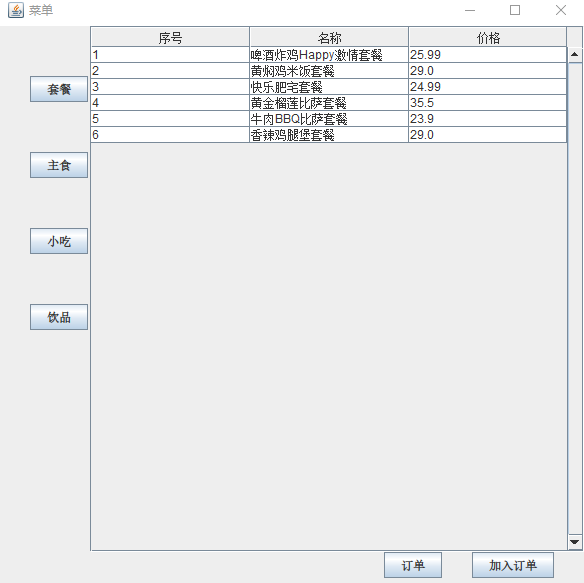 菜单
序号 名称 价格
1 啤酒炸鸡Happy激情套餐 25.99
2 黄焖鸡米饭套餐 29.0
3 快乐肥宅套餐 24.99
4 黄金榴莲比萨套餐 35.5
5 牛肉BBQ比萨套餐 23.9
6 香辣鸡腿堡套餐 29.0
套餐
主食
小吃
饮品
订单 加入订单